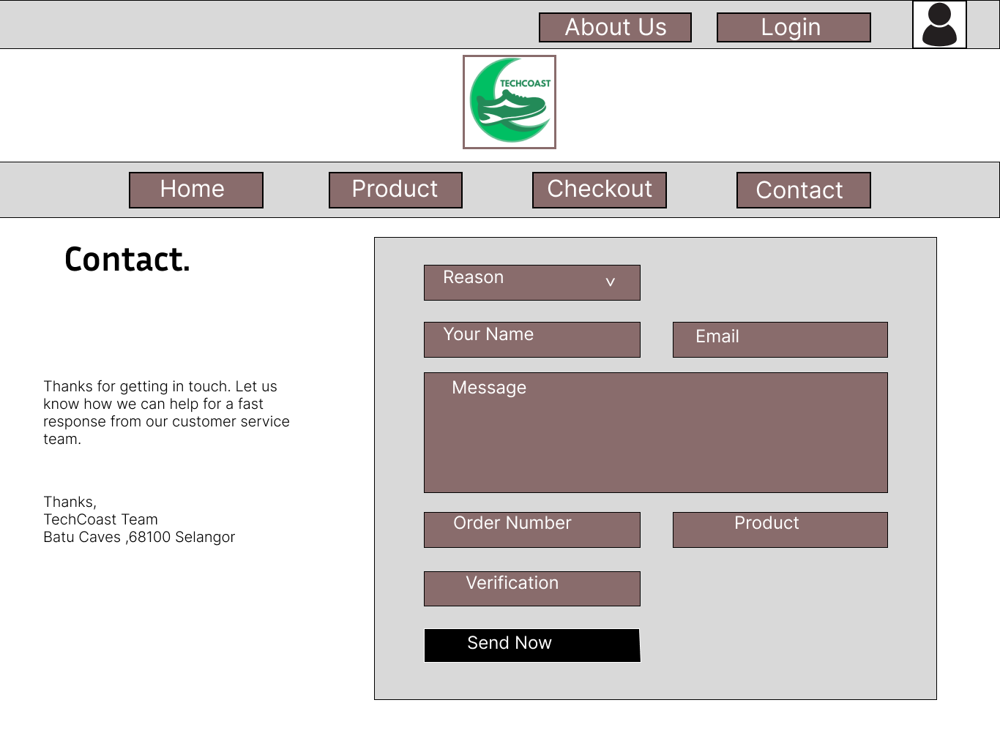 About Us
Login
TECHCOAST
Home
Product
Checkout
Contact
Contact.
Thanks for getting in touch. Let us
know how we can help for a fast
response from our customer service
team.
Thanks,
TechCoast Team
Batu Caves ,68100 Selangor
Reason
Your Name
Email
Message
Order Number
Product
Verification
Send Now